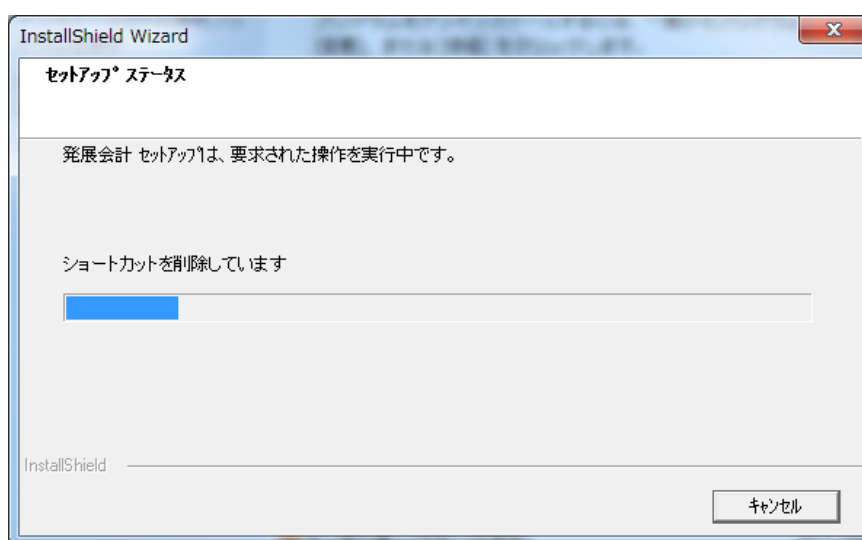 InstallShield Wizard
セットアップ ステータス
発展会計 セットアップは、要求された操作を実行中です。
ショートカットを削除しています
InstallShield
キャンセル